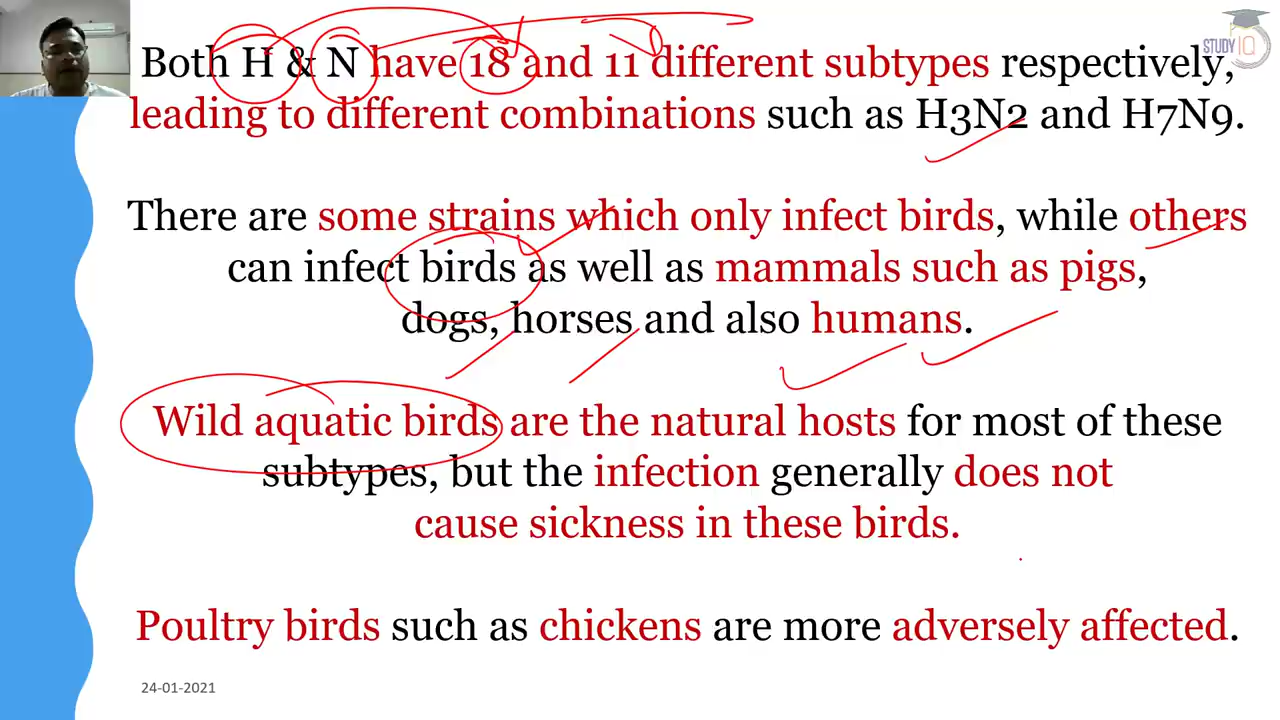 STUDY IQ
Both H & N have 18 and 11 different subtypes respectively,
leading to different combinations such as H3N2 and H7N9.
There are some strains which only infect birds, while others
can infect birds as well as mammals such as pigs,
dogs, horses and also humans.
Wild aquatic birds are the natural hosts for most of these
subtypes, but the infection generally does not
cause sickness in these birds.
Poultry birds such as chickens are more adversely affected.
24-01-2021